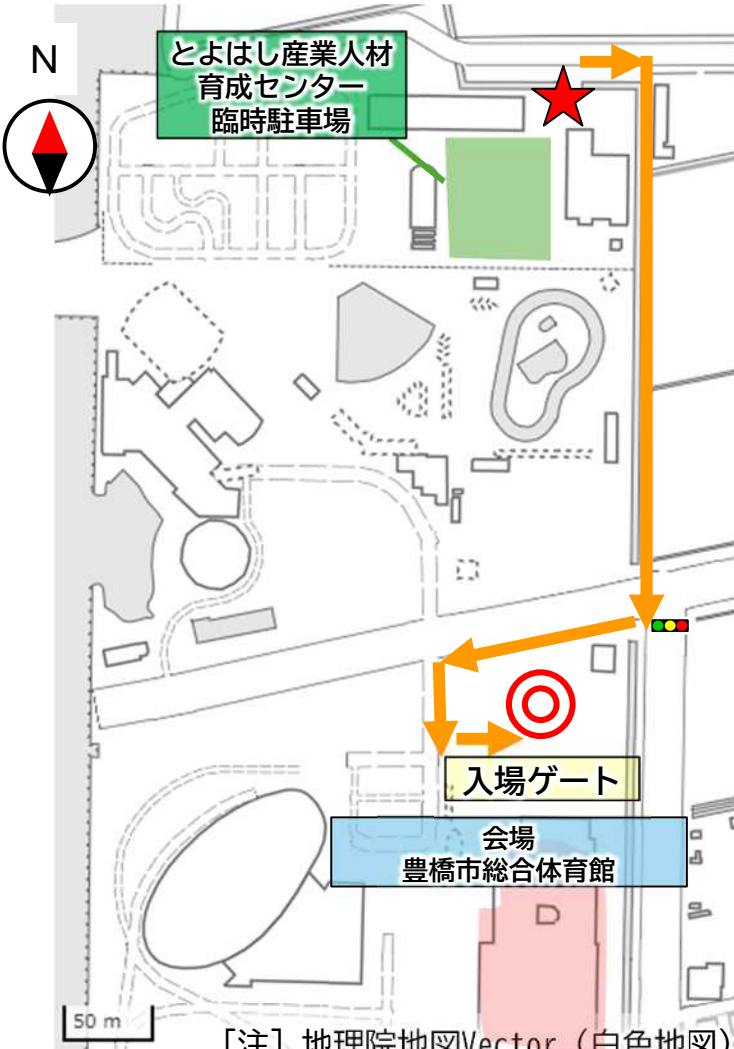 N
とよはし産業人材
育成センター
臨時駐車場
入場ゲート
会場
豊橋市総合体育館
50 m
[注] 地理院地図Vector（白色地図）